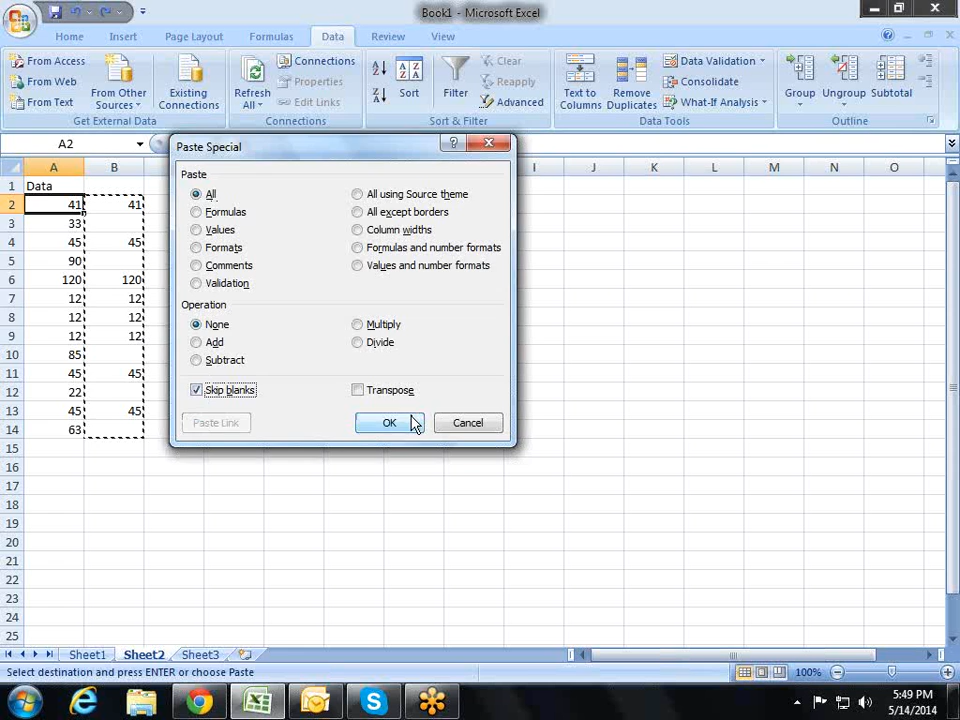 Book1 - Microsoft Excel
Home Insert Page Layout Formulas Data Review View
From Access
From Web
From Text
From Other
Sources
Existing
Connections
Get External Data
Refresh
All
Connections
Properties
Edit Links
Connections
Sort
Filter
Clear
Reapply
Advanced
Sort & Filter
Text to
Columns
Remove
Duplicates
Data Validation
Consolidate
What-If Analysis
Data Tools
Group
Ungroup
Subtotal
Outline
A2
A B I J K L M N O
1 Data
2 41 41
3 33
4 45 45
5 90
6 120 120
7 12 12
8 12 12
9 12 12
10 85
11 45 45
12 22
13 45 45
14 63
15
16
17
18
19
20
21
22
23
24
25
Paste Special
Paste
All
Formulas
Values
Formats
Comments
Validation
All using Source theme
All except borders
Column widths
Formulas and number formats
Values and number formats
Operation
None
Add
Subtract
Multiply
Divide
Skip blanks
Transpose
Paste Link
OK
Cancel
Sheet1 Sheet2 Sheet3
Select destination and press ENTER or choose Paste
100%
5:49 PM
5/14/2014